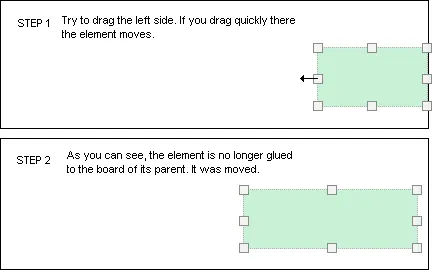 STEP 1 Try to drag the left side. If you drag quickly there
the element moves.
STEP 2 As you can see, the element is no longer glued
to the board of its parent. It was moved.